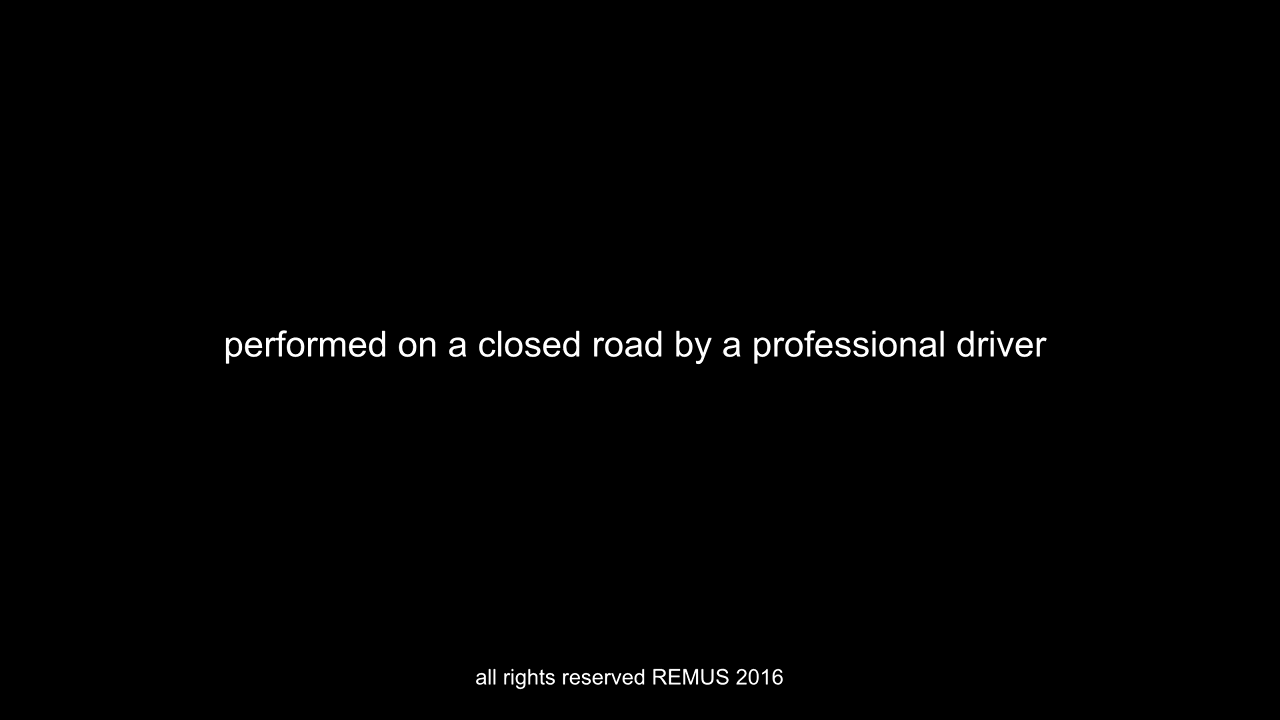 performed on a closed road by a professional driver
all rights reserved REMUS 2016